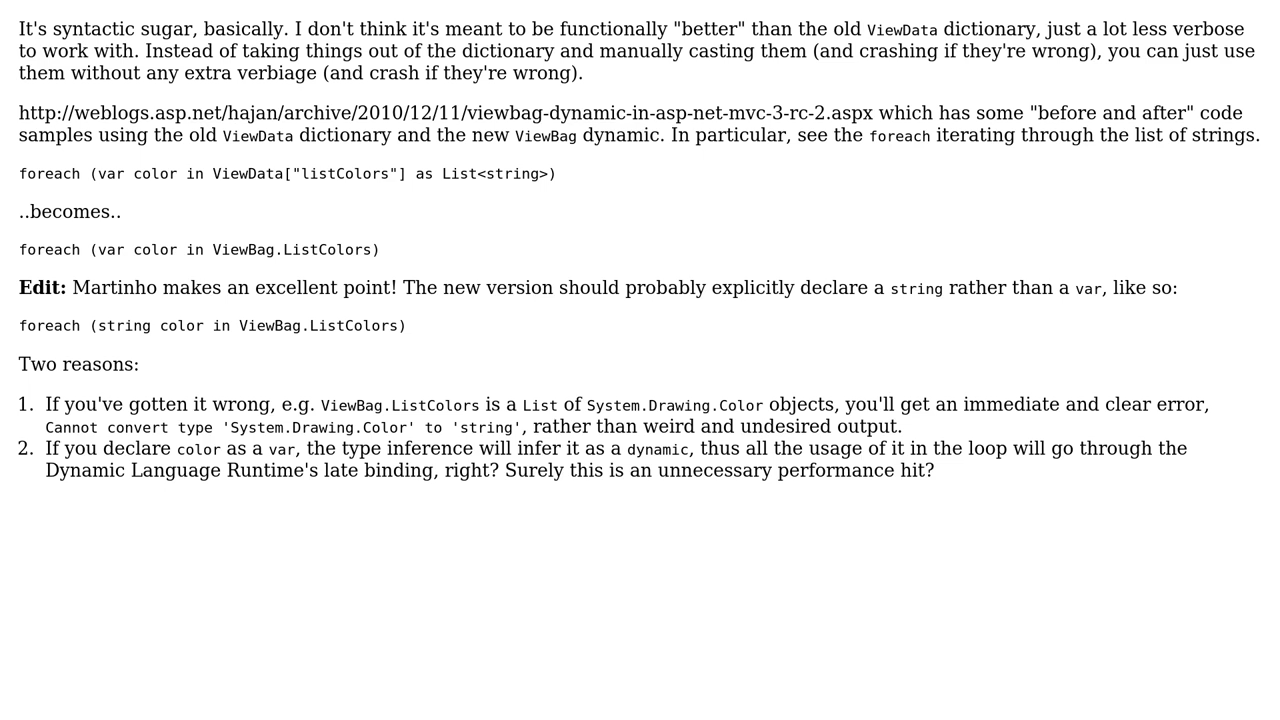 It's syntactic sugar, basically. I don't think it's meant to be functionally "better" than the old ViewData dictionary, just a lot less verbose
to work with. Instead of taking things out of the dictionary and manually casting them (and crashing if they're wrong), you can just use
them without any extra verbiage (and crash if they're wrong).
http://weblogs.asp.net/hajan/archive/2010/12/11/viewbag-dynamic-in-asp-net-mvc-3-rc-2.aspx which has some "before and after" code
samples using the old ViewData dictionary and the new ViewBag dynamic. In particular, see the foreach iterating through the list of strings.
foreach (var color in ViewData["listColors"] as List<string>)
..becomes..
foreach (var color in ViewBag.ListColors)
Edit: Martinho makes an excellent point! The new version should probably explicitly declare a string rather than a var, like so:
foreach (string color in ViewBag.ListColors)
Two reasons:
1. If you've gotten it wrong, e.g. ViewBag.ListColors is a List of System.Drawing.Color objects, you'll get an immediate and clear error,
Cannot convert type 'System.Drawing.Color' to 'string', rather than weird and undesired output.
2. If you declare color as a var, the type inference will infer it as a dynamic, thus all the usage of it in the loop will go through the
Dynamic Language Runtime's late binding, right? Surely this is an unnecessary performance hit?